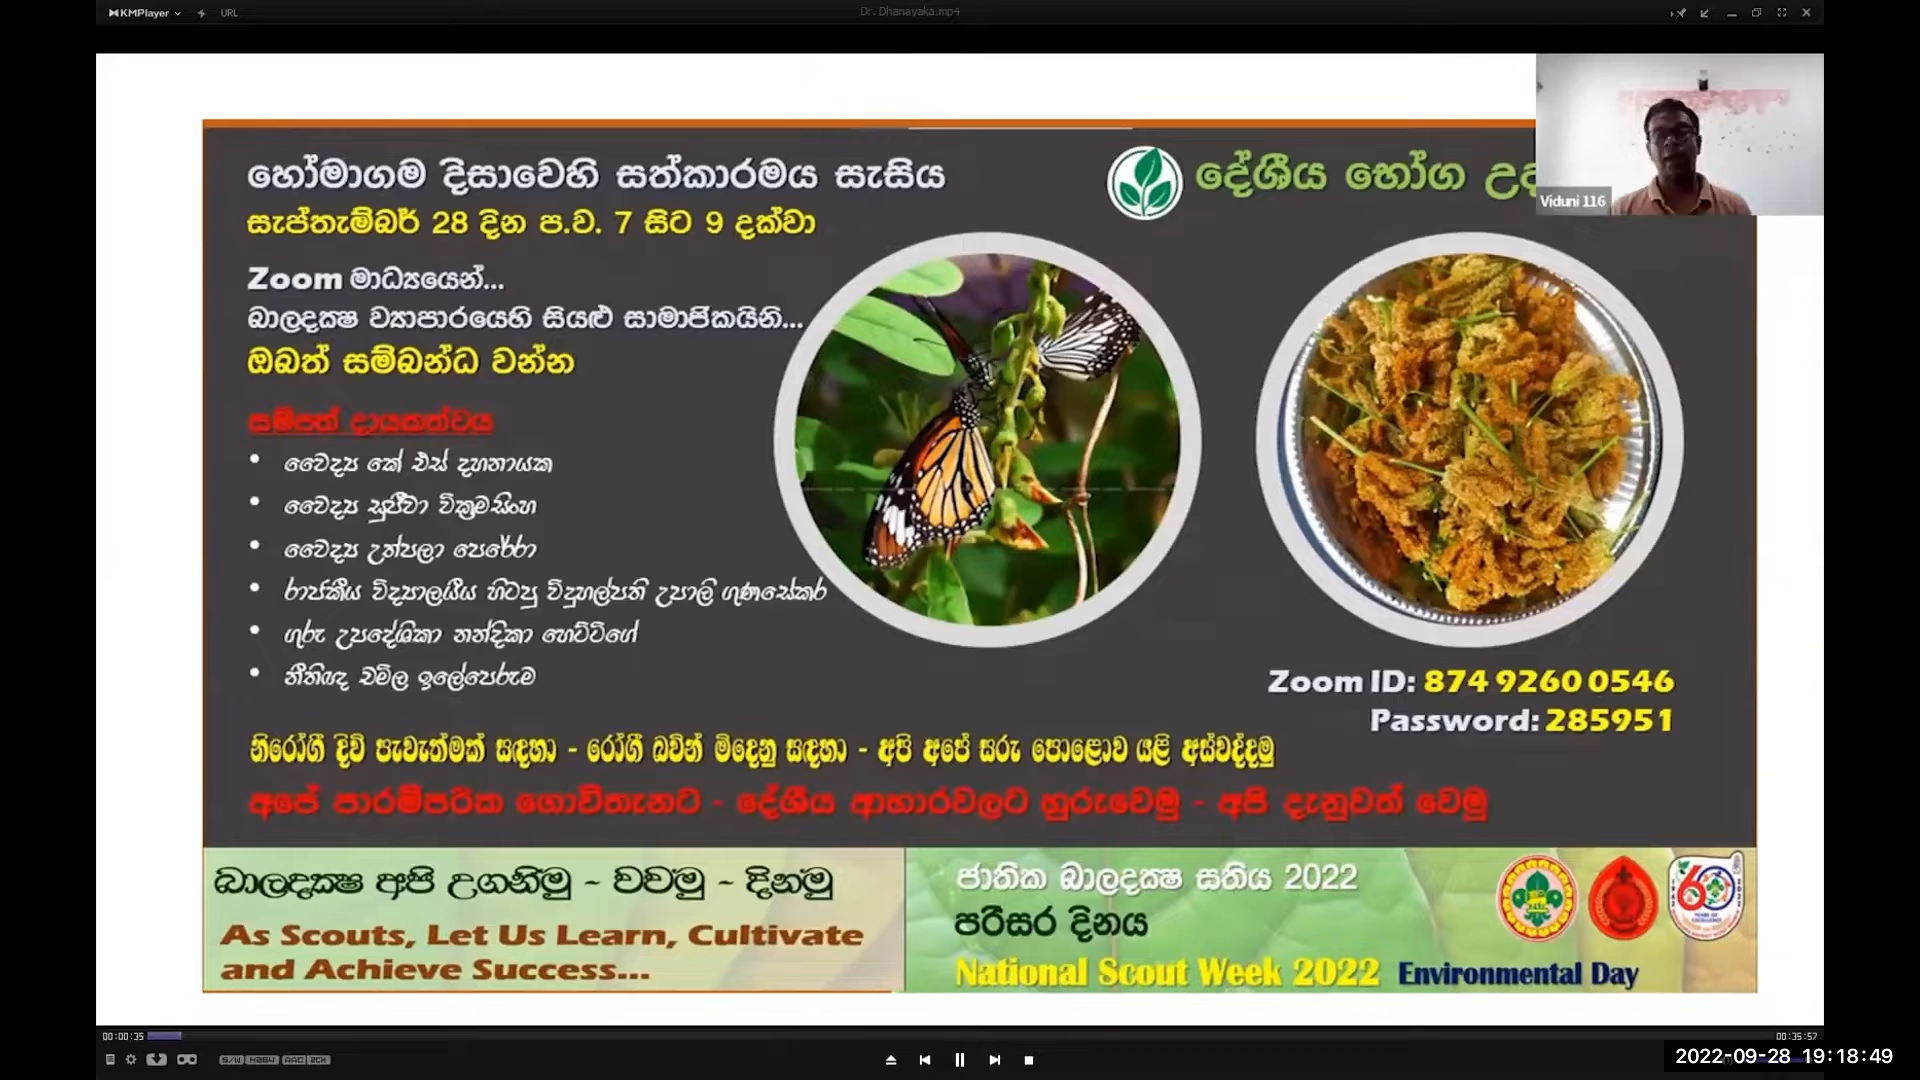 KMPlayer
URL
Dr. Dhanayaka.mp4
හෝමාගම දිසාවෙහි සත්කාරමය සැසිය
සැප්තැම්බර් 28 දින ප.ව. 7 සිට 9 දක්වා
Zoom මාධ්‍යයෙන්...
බාලදක්ෂ ව්‍යාපාරයෙහි සියළු සාමාජිකයිනි...
ඔබත් සම්බන්ධ වන්න
සම්පත් දායකත්වය
• වෛද්‍ය කේ එස් දහනායක
• වෛද්‍ය සුජීවා වික්‍රමසිංහ
• වෛද්‍ය උත්පලා පෙරේරා
• රාජකීය විද්‍යාලයීය හිටපු විදුහල්පති උපාලි ගුණසේකර
• ගුරු උපදේශිකා නන්දිකා හෙට්ටිගේ
• නීතිඥ චමිල ඉලේපෙරුම
දේශීය භෝග
Viduni 116
Zoom ID: 874 9260 0546
Password: 285951
නිරෝගී දිවි පැවැත්මක් සඳහා - රෝගී බවින් මිදෙනු සඳහා - අපි අපේ සරු පොළොව යළි අස්වද්දමු
අපේ පාරම්පරික ගොවිතැනට - දේශීය ආහාරවලට හුරුවෙමු - අපි දැනුවත් වෙමු
බාලදක්ෂ අපි උගනිමු ~ වවමු ~ දිනමු
As Scouts, Let Us Learn, Cultivate
and Achieve Success...
ජාතික බාලදක්ෂ සතිය 2022
පරිසර දිනය
National Scout Week 2022 Environmental Day
60
00:00:35
00:35:57
S/W H264 AAC 2CH
2022-09-28 19:18:49